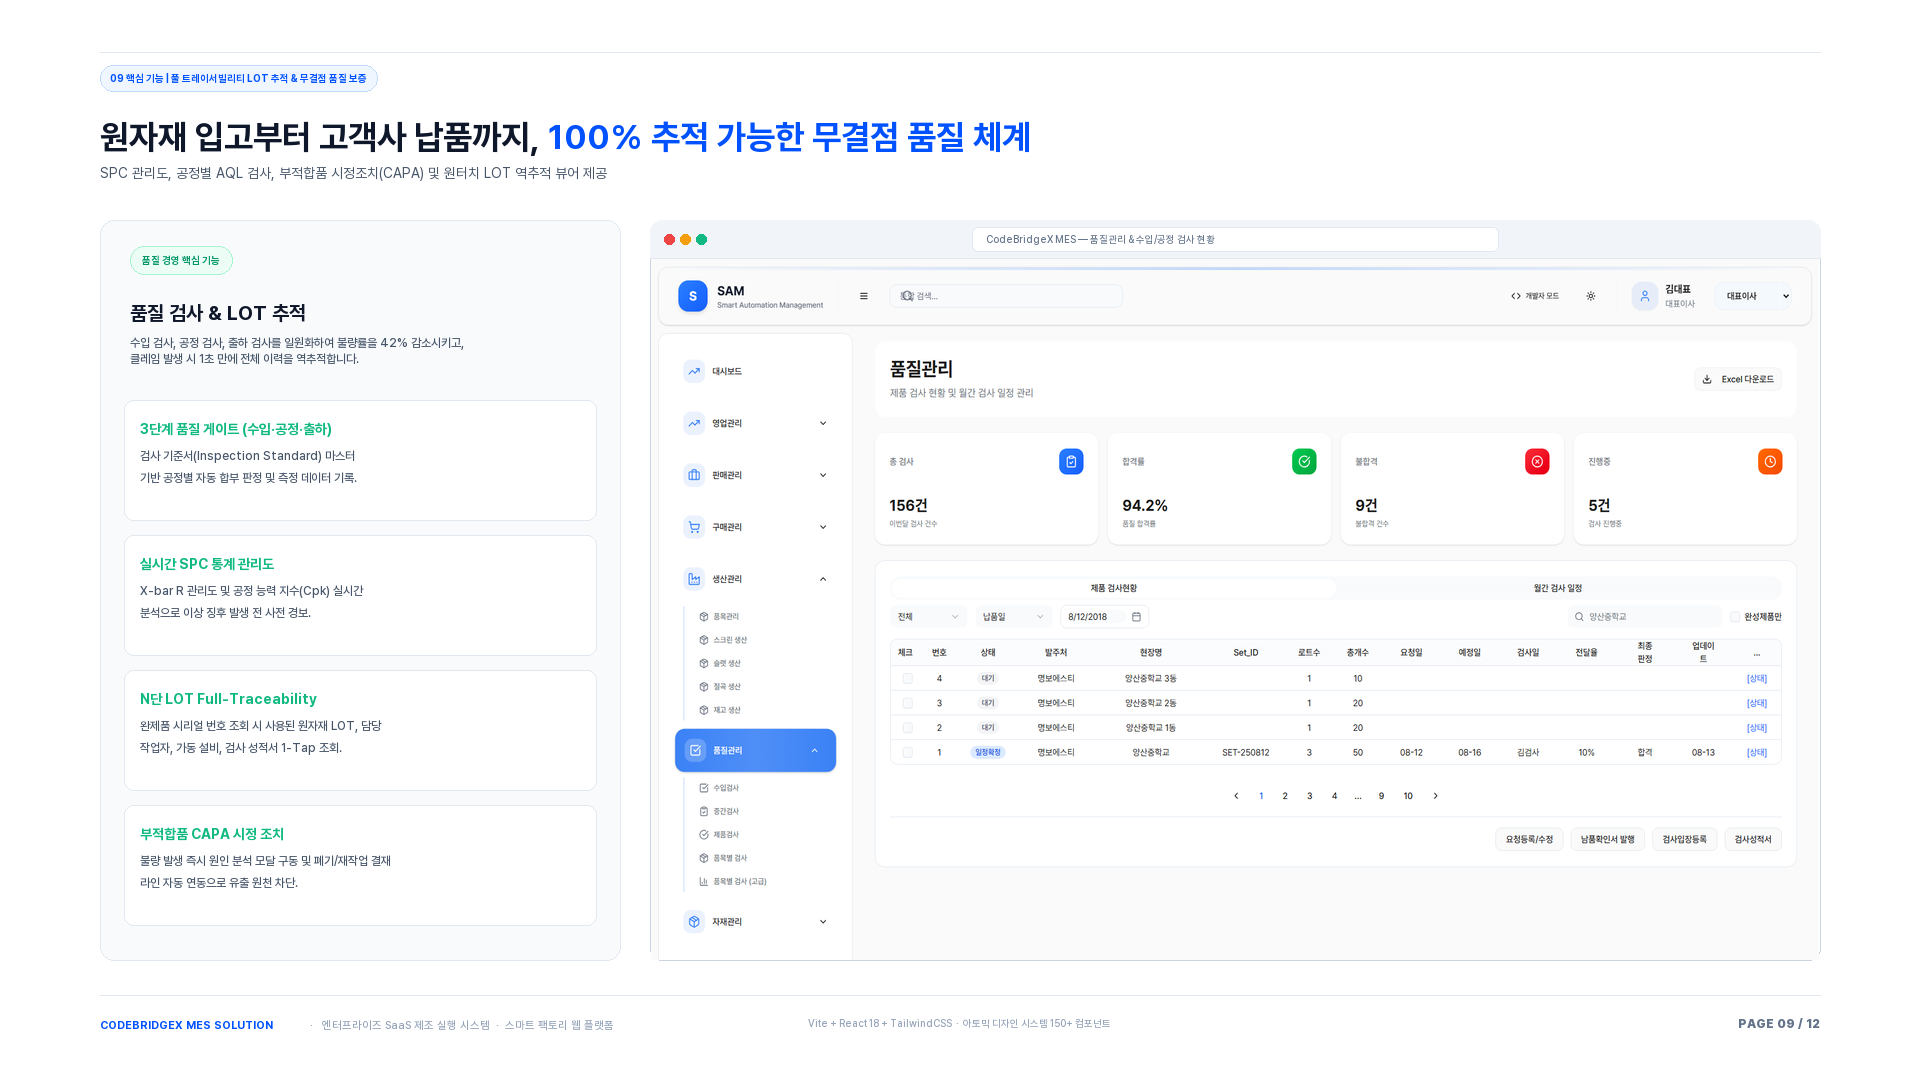 09 핵심 기능 | 풀 트레이서빌리티 LOT 추적 & 무결점 품질 보증
원자재 입고부터 고객사 납품까지, 100% 추적 가능한 무결점 품질 체계
SPC 관리도, 공정별 AQL 검사, 부적합품 시정조치(CAPA) 및 원터치 LOT 역추적 뷰어 제공
품질 경영 핵심 기능
품질 검사 & LOT 추적
수입 검사, 공정 검사, 출하 검사를 일원화하여 불량률을 42% 감소시키고,
클레임 발생 시 1초 만에 전체 이력을 역추적합니다.
3단계 품질 게이트 (수입·공정·출하)
검사 기준서(Inspection Standard) 마스터
기반 공정별 자동 합부 판정 및 측정 데이터 기록.
실시간 SPC 통계 관리도
X-bar R 관리도 및 공정 능력 지수(Cpk) 실시간
분석으로 이상 징후 발생 전 사전 경보.
N단 LOT Full-Traceability
완제품 시리얼 번호 조회 시 사용된 원자재 LOT, 담당
작업자, 가동 설비, 검사 성적서 1-Tap 조회.
부적합품 CAPA 시정 조치
불량 발생 즉시 원인 분석 모달 구동 및 폐기/재작업 결재
라인 자동 연동으로 유출 원천 차단.
CodeBridgeX MES — 품질관리 & 수입/공정 검사 현황
S
SAM
Smart Automation Management
검색...
개발자 모드
김대표
대표이사
대표이사
대시보드
영업관리
판매관리
구매관리
생산관리
품목관리
스크린 생산
슬랫 생산
절곡 생산
재고 생산
품질관리
수입검사
중간검사
제품검사
품목별 검사
품목별 검사 (고급)
자재관리
품질관리
제품 검사 현황 및 월간 검사 일정 관리
Excel 다운로드
총 검사
156건
이번달 검사 건수
합격률
94.2%
품질 합격률
불합격
9건
불합격 건수
진행중
5건
검사 진행중
제품 검사현황
월간 검사 일정
전체
납품일
8/12/2018
양산중학교
완성제품만
체크 번호 상태 발주처 현장명 Set_ID 로트수 총개수 요청일 예정일 검사일 전달율 최종 판정 업데이트 ...
4 대기 명보에스티 양산중학교 3동 1 10 [상태]
3 대기 명보에스티 양산중학교 2동 1 20 [상태]
2 대기 명보에스티 양산중학교 1동 1 20 [상태]
1 일정확정 명보에스티 양산중학교 SET-250812 3 50 08-12 08-16 김검사 10% 합격 08-13 [상태]
1 2 3 4 ... 9 10
요청등록/수정
납품확인서 발행
검사입장등록
검사성적서
CODEBRIDGEX MES SOLUTION · 엔터프라이즈 SaaS 제조 실행 시스템 · 스마트 팩토리 웹 플랫폼
Vite + React 18 + TailwindCSS · 아토믹 디자인 시스템 150+ 컴포넌트
PAGE 09 / 12